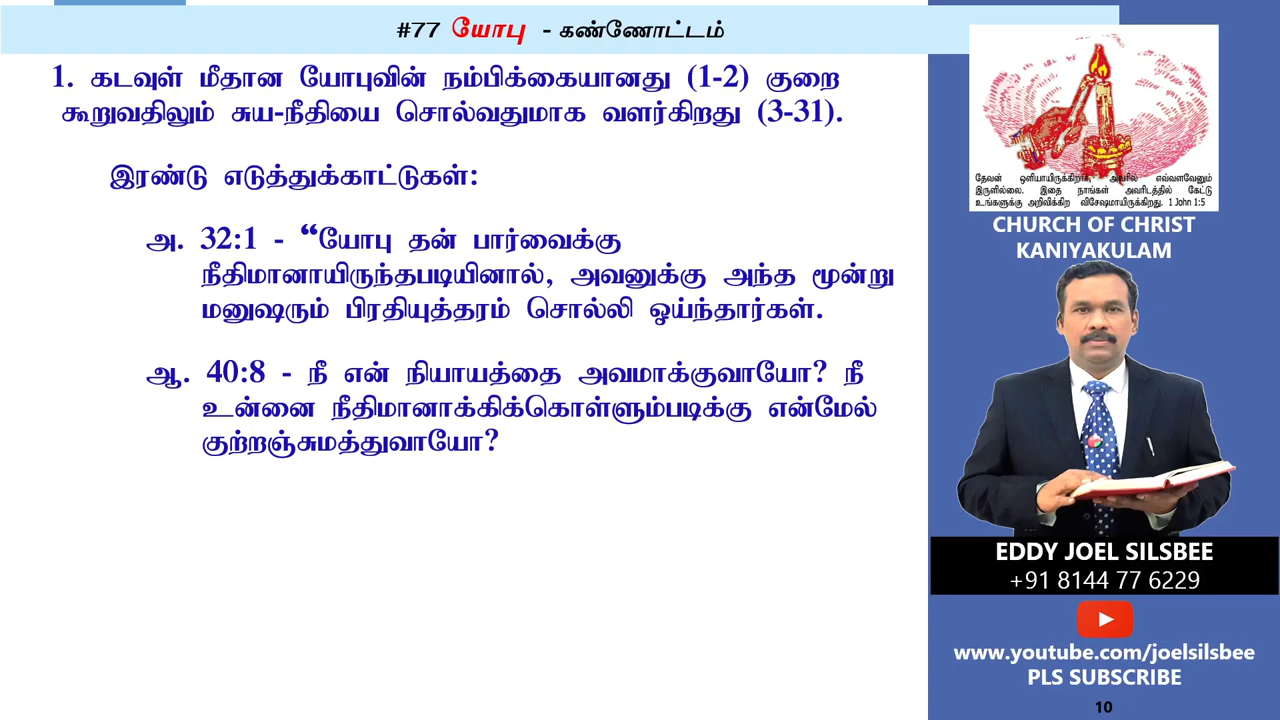 #77 யோபு - கண்ணோட்டம்
1. கடவுள் மீதான யோபுவின் நம்பிக்கையானது (1-2) குறை
கூறுவதிலும் சுய-நீதியை சொல்வதுமாக வளர்கிறது (3-31).
இரண்டு எடுத்துக்காட்டுகள்:
அ. 32:1 - “யோபு தன் பார்வைக்கு
நீதிமானாயிருந்தபடியினால், அவனுக்கு அந்த மூன்று
மனுஷரும் பிரதியுத்தரம் சொல்லி ஓய்ந்தார்கள்.
ஆ. 40:8 - நீ என் நியாயத்தை அவமாக்குவாயோ? நீ
உன்னை நீதிமானாக்கிக்கொள்ளும்படிக்கு என்மேல்
குற்றஞ்சுமத்துவாயோ?
தேவன் ஒளியாயிருக்கிறார், அவரில் எவ்வளவேனும்
இருளில்லை. இதை நாங்கள் அவரிடத்தில் கேட்டு
உங்களுக்கு அறிவிக்கிற விசேஷமாயிருக்கிறது. 1 John 1:5
CHURCH OF CHRIST
KANIYAKULAM
EDDY JOEL SILSBEE
+91 8144 77 6229
www.youtube.com/joelsilsbee
PLS SUBSCRIBE
10